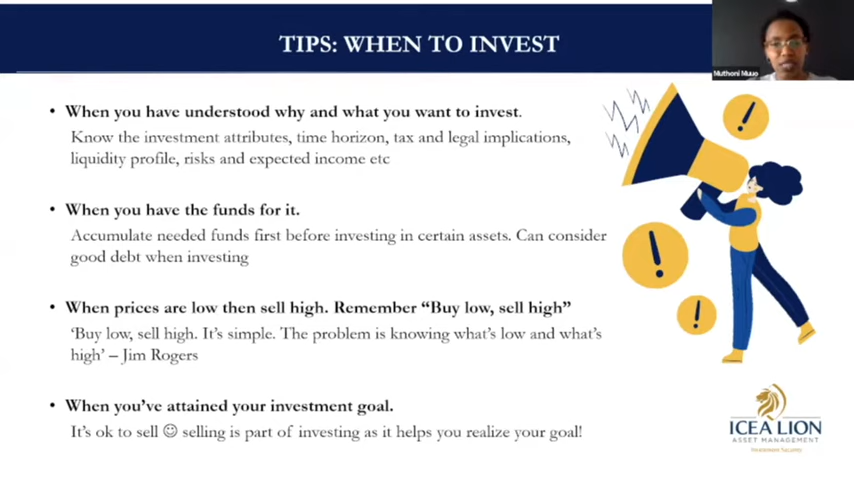 TIPS: WHEN TO INVEST
Muthoni Muuo
• When you have understood why and what you want to invest.
Know the investment attributes, time horizon, tax and legal implications,
liquidity profile, risks and expected income etc
• When you have the funds for it.
Accumulate needed funds first before investing in certain assets. Can consider
good debt when investing
• When prices are low then sell high. Remember “Buy low, sell high”
‘Buy low, sell high. It’s simple. The problem is knowing what’s low and what’s
high’ – Jim Rogers
• When you’ve attained your investment goal.
It’s ok to sell ☺ selling is part of investing as it helps you realize your goal!
ICEA LION
ASSET MANAGEMENT